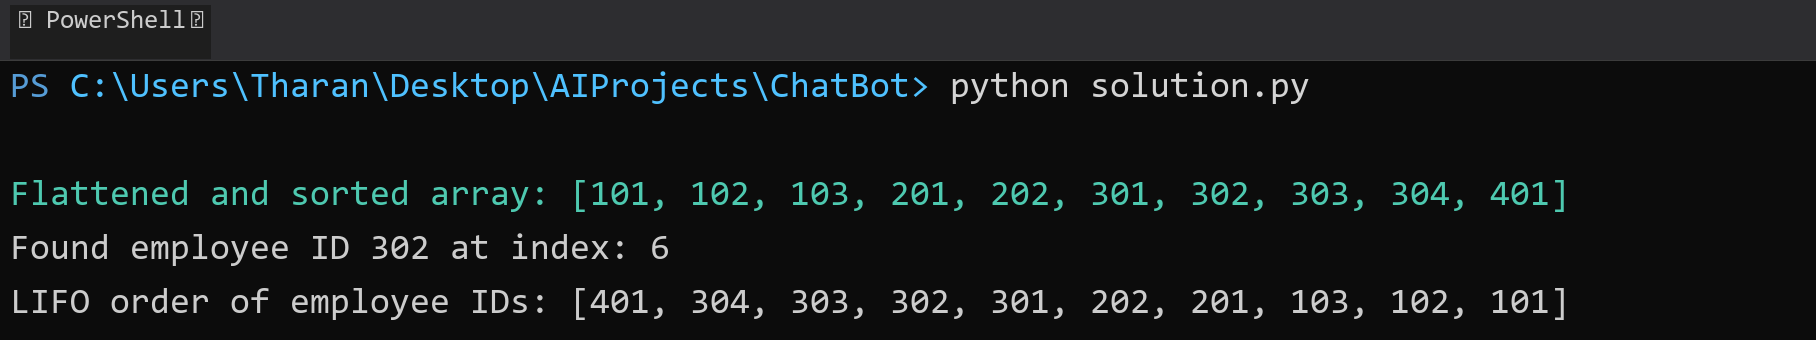 PowerShell
PS C:\Users\Tharan\Desktop\AIProjects\ChatBot> python solution.py
Flattened and sorted array: [101, 102, 103, 201, 202, 301, 302, 303, 304, 401]
Found employee ID 302 at index: 6
LIFO order of employee IDs: [401, 304, 303, 302, 301, 202, 201, 103, 102, 101]